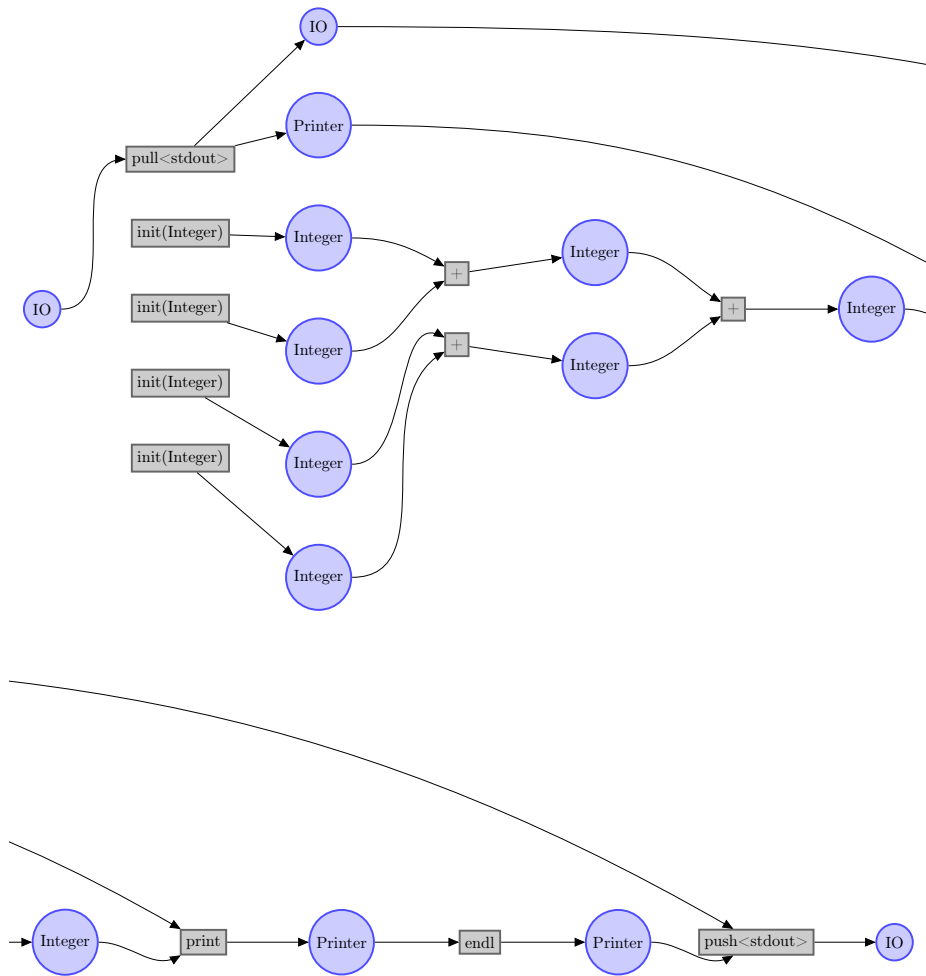 IO
Printer
pull<stdout>
init(Integer)
Integer
Integer
+
init(Integer)
IO
Integer
+
Integer
+
init(Integer)
Integer
Integer
init(Integer)
Integer
Integer
Integer
print
Printer
endl
Printer
push<stdout>
IO